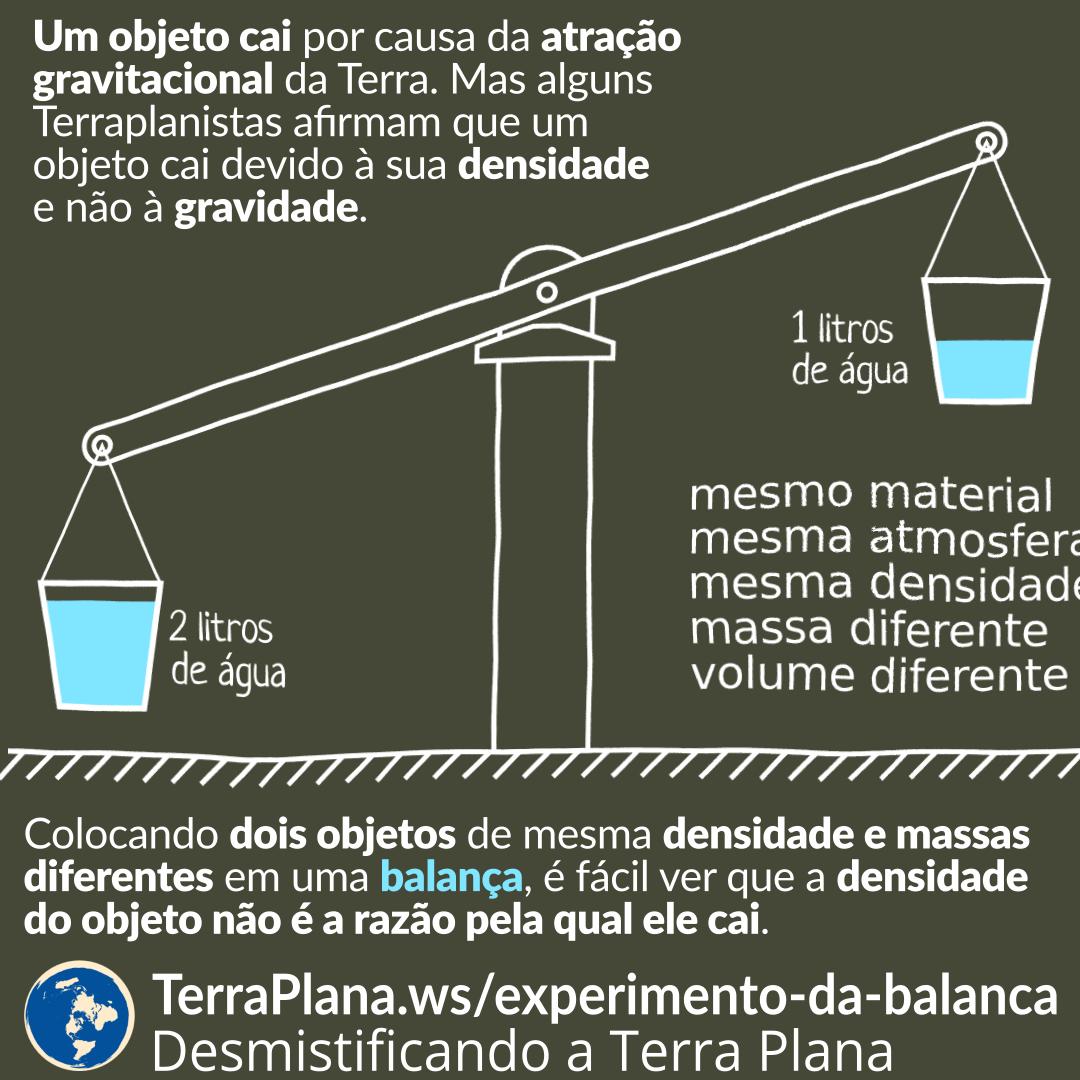 Um objeto cai por causa da atração
gravitacional da Terra. Mas alguns
Terraplanistas afirmam que um
objeto cai devido à sua densidade
e não à gravidade.
1 litros
de água
mesmo material
mesma atmosfera
mesma densidade
massa diferente
volume diferente
2 litros
de água
Colocando dois objetos de mesma densidade e massas
diferentes em uma balança, é fácil ver que a densidade
do objeto não é a razão pela qual ele cai.
TerraPlana.ws/experimento-da-balanca
Desmistificando a Terra Plana